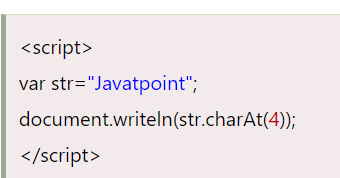 <script>
var str="Javatpoint";
document.writeln(str.charAt(4));
</script>